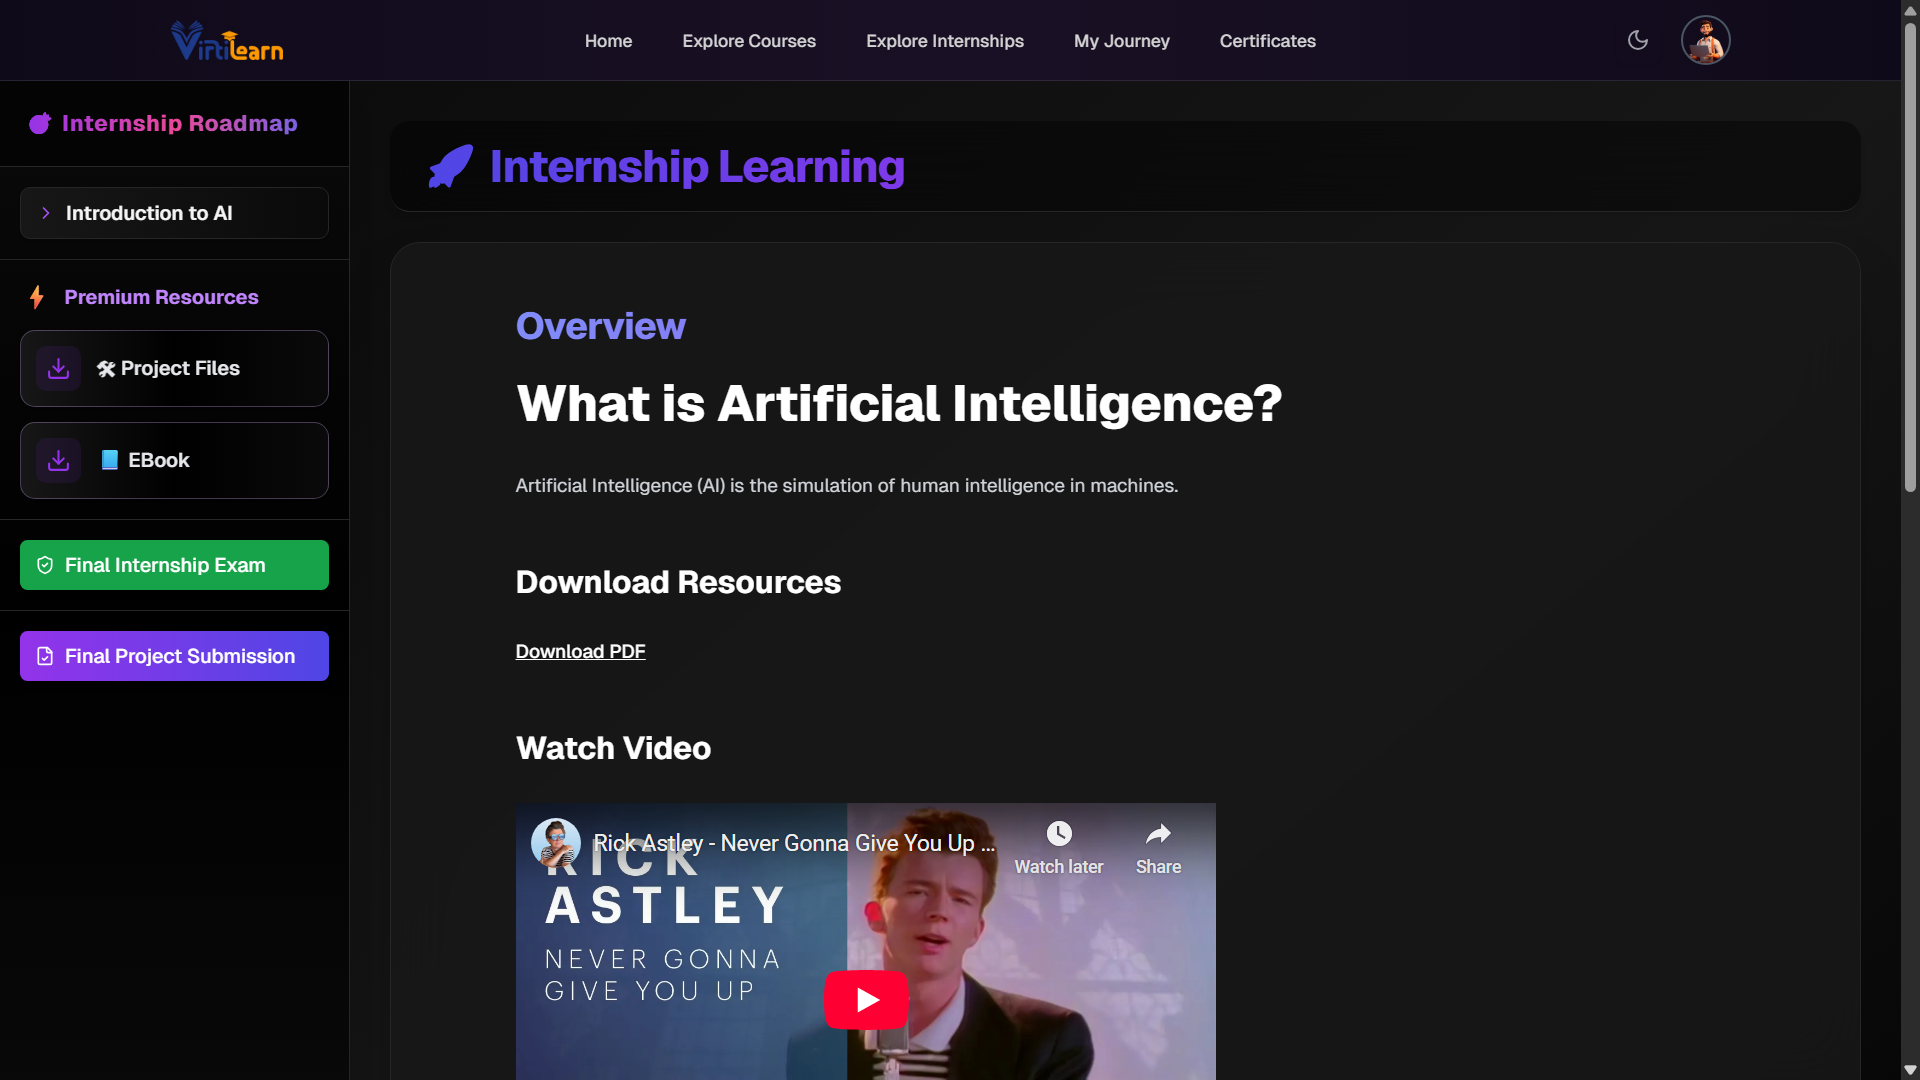 VirtiLearn
Home
Explore Courses
Explore Internships
My Journey
Certificates
Internship Roadmap
Introduction to AI
Premium Resources
🛠 Project Files
📘 EBook
Final Internship Exam
Final Project Submission
Internship Learning
Overview
What is Artificial Intelligence?
Artificial Intelligence (AI) is the simulation of human intelligence in machines.
Download Resources
Download PDF
Watch Video
Rick Astley - Never Gonna Give You Up ...
Watch later
Share
RICK
ASTLEY
NEVER GONNA
GIVE YOU UP